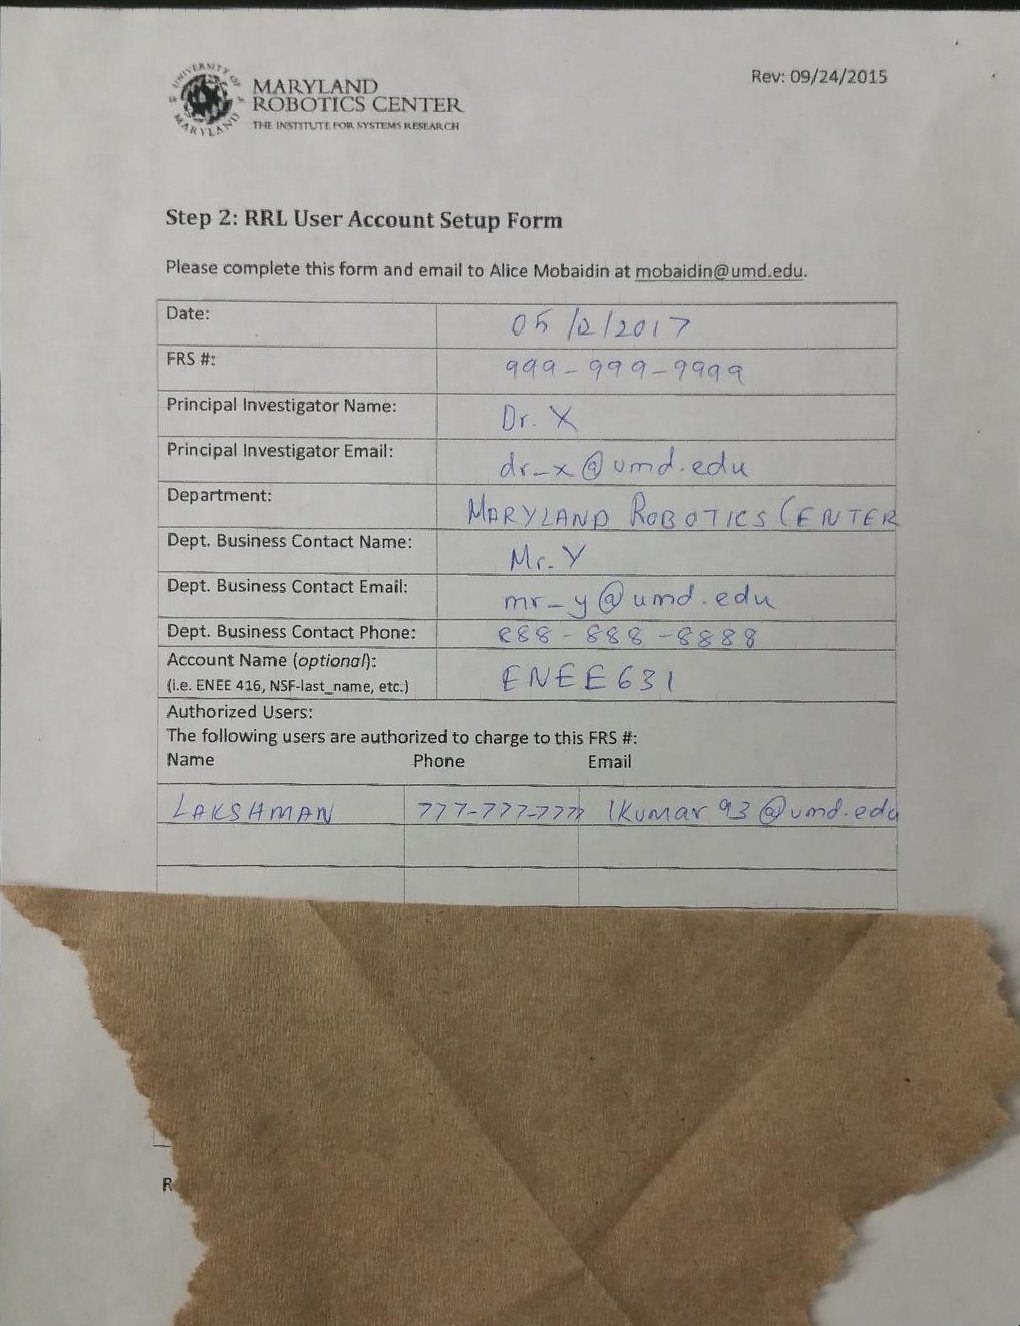 UNIVERSITY OF MARYLAND
MARYLAND
ROBOTICS CENTER
THE INSTITUTE FOR SYSTEMS RESEARCH
Rev: 09/24/2015
Step 2: RRL User Account Setup Form
Please complete this form and email to Alice Mobaidin at mobaidin@umd.edu.
Date: 05/12/2017
FRS #: 999-999-9999
Principal Investigator Name: Dr. X
Principal Investigator Email: dr_x@umd.edu
Department: MARYLAND ROBOTICS CENTER
Dept. Business Contact Name: Mr. Y
Dept. Business Contact Email: mr_y@umd.edu
Dept. Business Contact Phone: 888-888-8888
Account Name (optional): ENEE631
(i.e. ENEE 416, NSF-last_name, etc.)
Authorized Users:
The following users are authorized to charge to this FRS #:
Name Phone Email
LAKSHMAN 777-777-7777 lkumar93@umd.edu
R